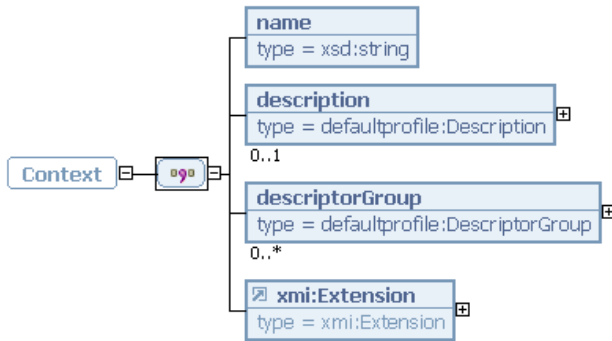 name
type = xsd:string
description
type = defaultprofile:Description
0..1
Context
descriptorGroup
type = defaultprofile:DescriptorGroup
0..*
xmi:Extension
type = xmi:Extension